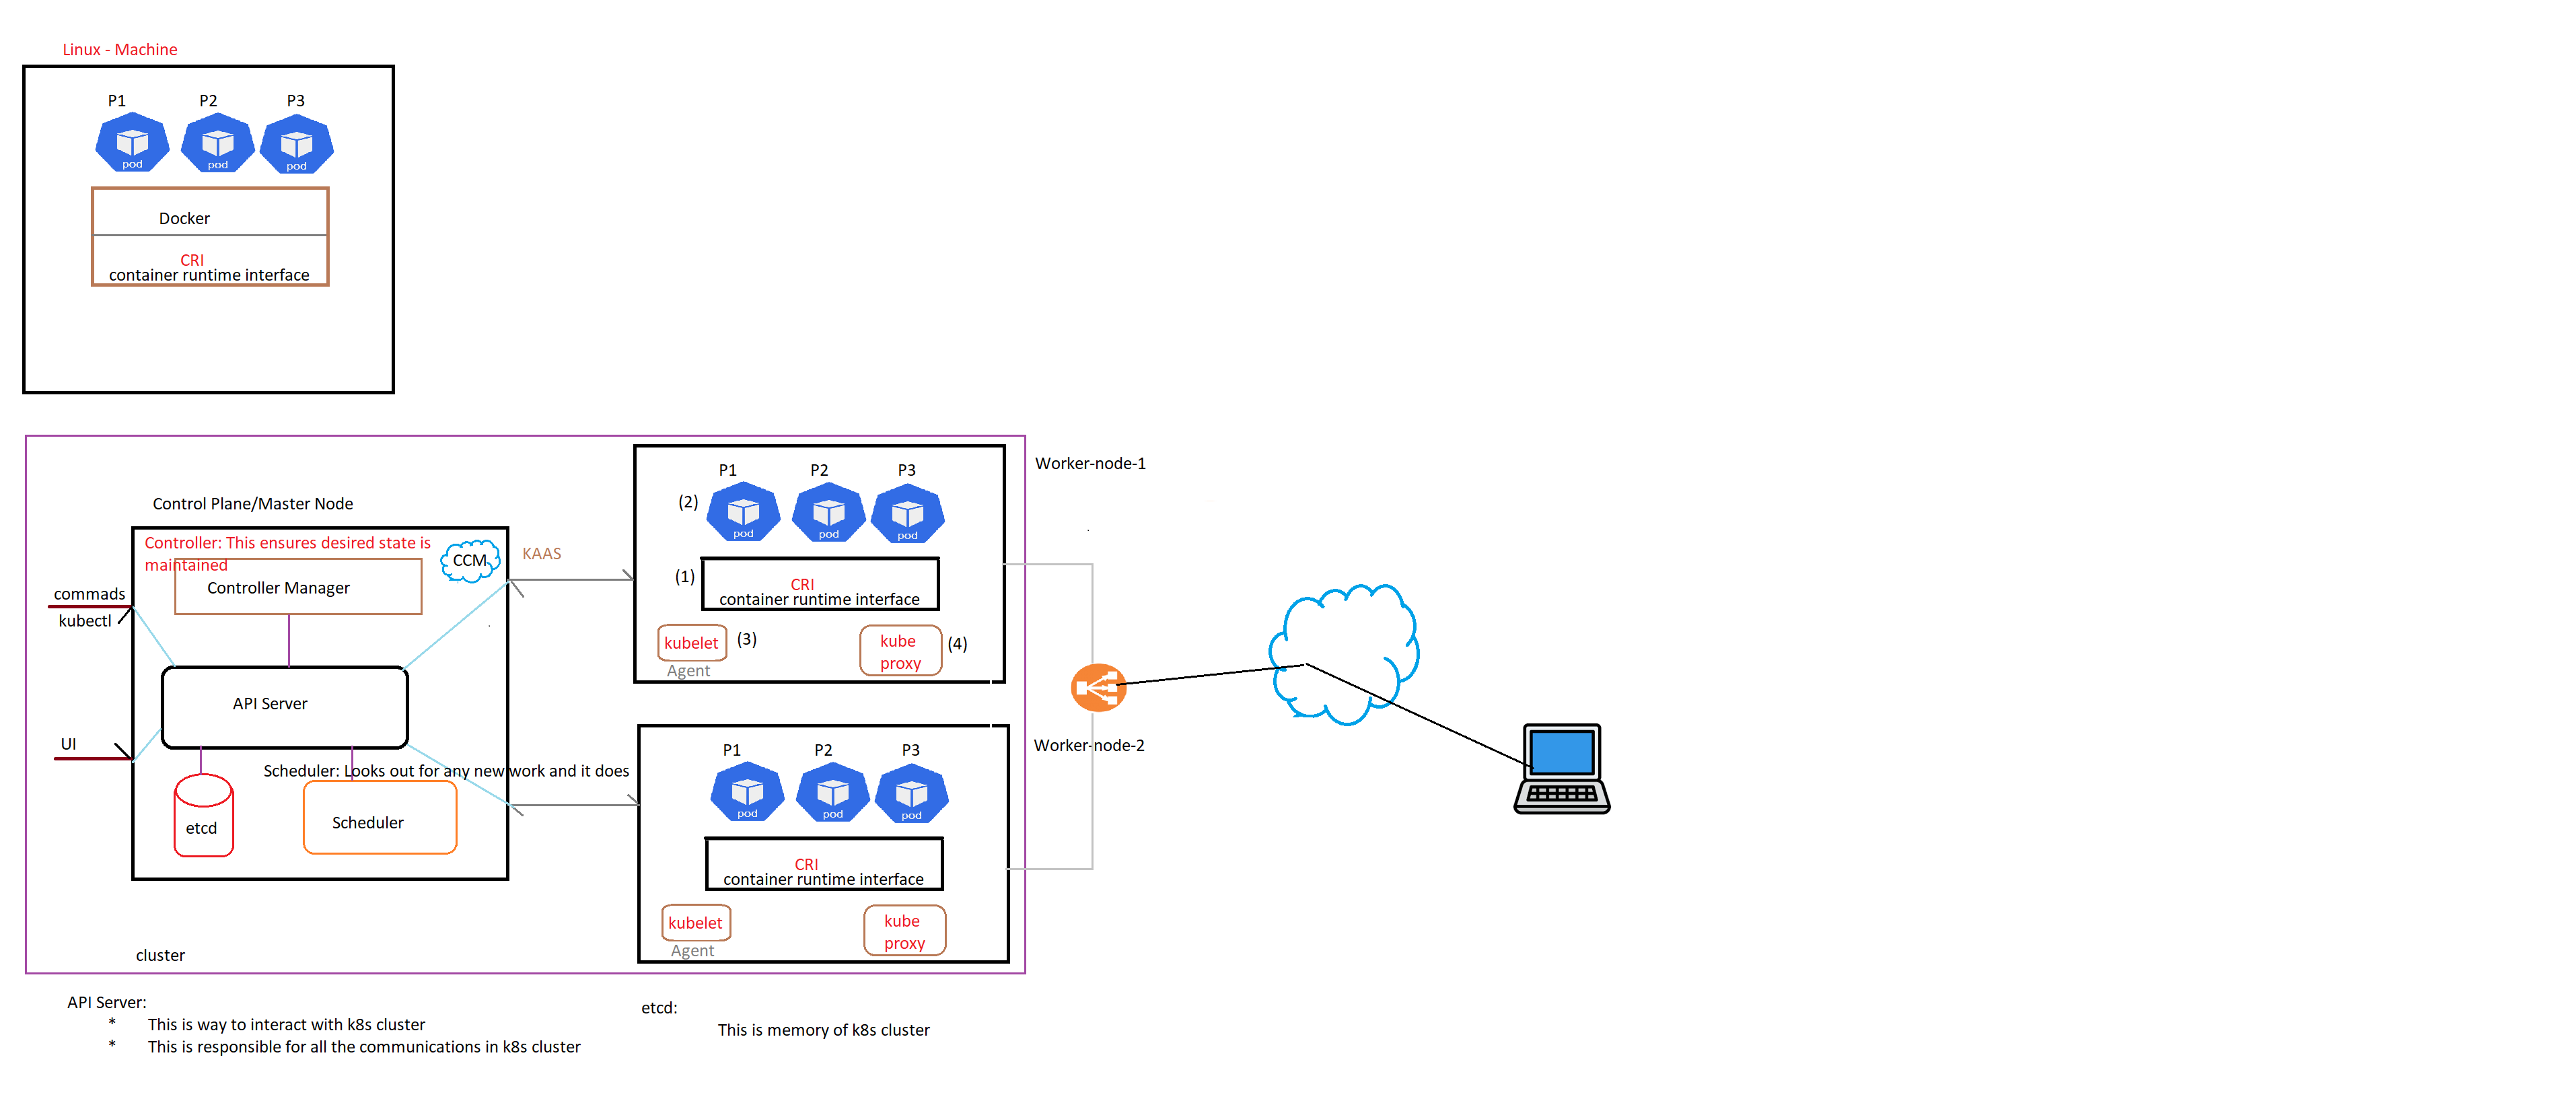 Linux - Machine
P1 P2 P3
pod pod pod
Docker
CRI
container runtime interface
Control Plane/Master Node
Controller: This ensures desired state is
maintained
Controller Manager
CCM
KAAS
commads
kubectl
API Server
UI
Scheduler: Looks out for any new work and it does
etcd
Scheduler
cluster
Worker-node-1
P1 P2 P3
(2)
pod pod pod
(1)
CRI
container runtime interface
kubelet (3)
Agent
kube
proxy
(4)
Worker-node-2
P1 P2 P3
pod pod pod
CRI
container runtime interface
kubelet
Agent
kube
proxy
API Server:
* This is way to interact with k8s cluster
* This is responsible for all the communications in k8s cluster
etcd:
This is memory of k8s cluster